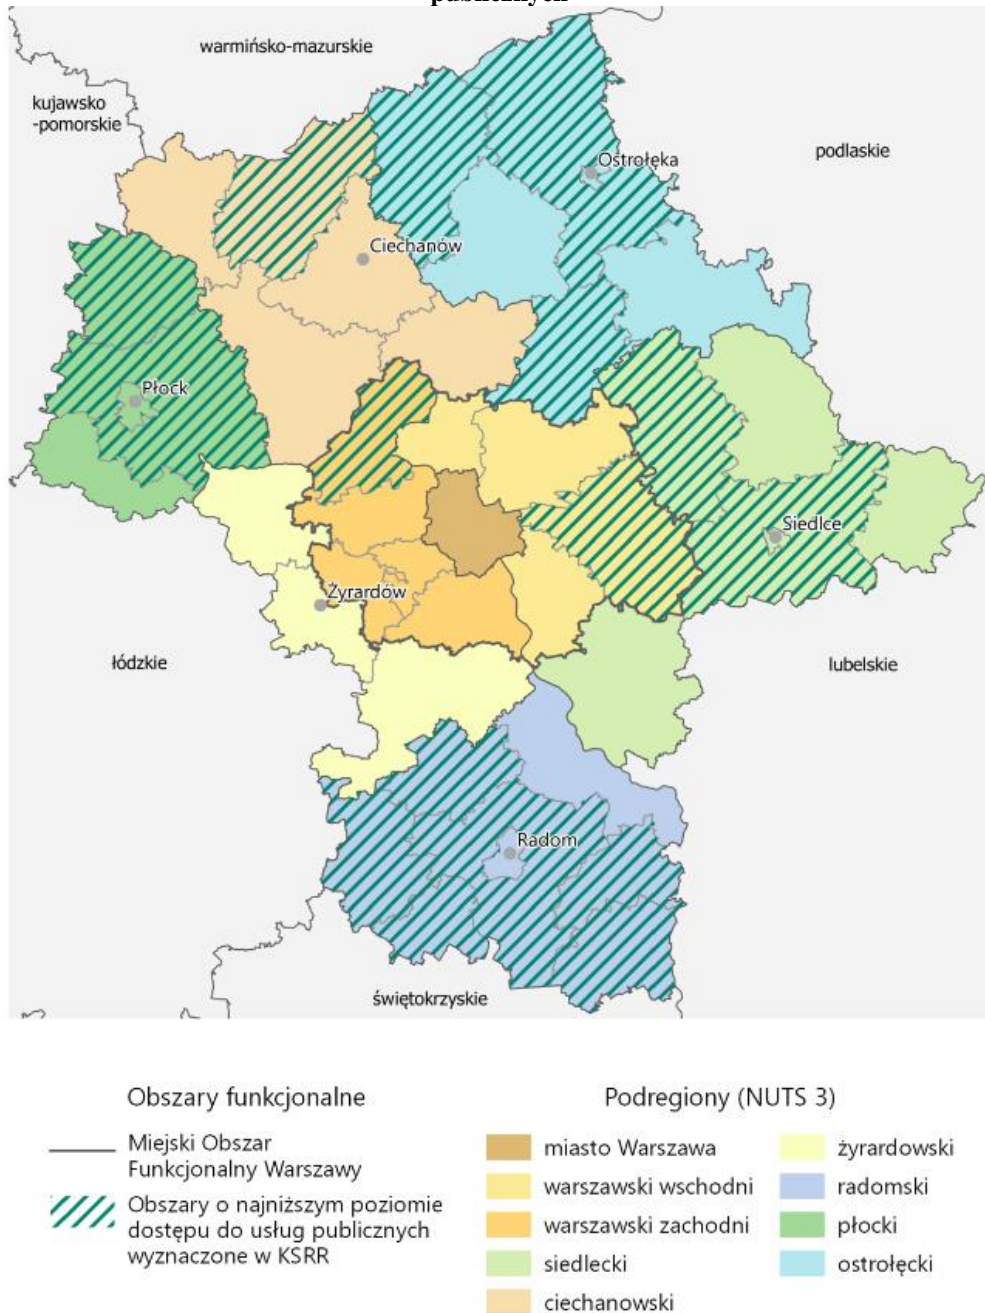 publicznych
warmińsko-mazurskie
kujawsko
-pomorskie
podlaskie
Ostrołęka
Ciechanów
Płock
Siedlce
Żyrardów
łódzkie
lubelskie
Radom
świętokrzyskie
Obszary funkcjonalne
Miejski Obszar
Funkcjonalny Warszawy
Obszary o najniższym poziomie
dostępu do usług publicznych
wyznaczone w KSRR
Podregiony (NUTS 3)
miasto Warszawa
warszawski wschodni
warszawski zachodni
siedlecki
ciechanowski
żyrardowski
radomski
płocki
ostrołęcki